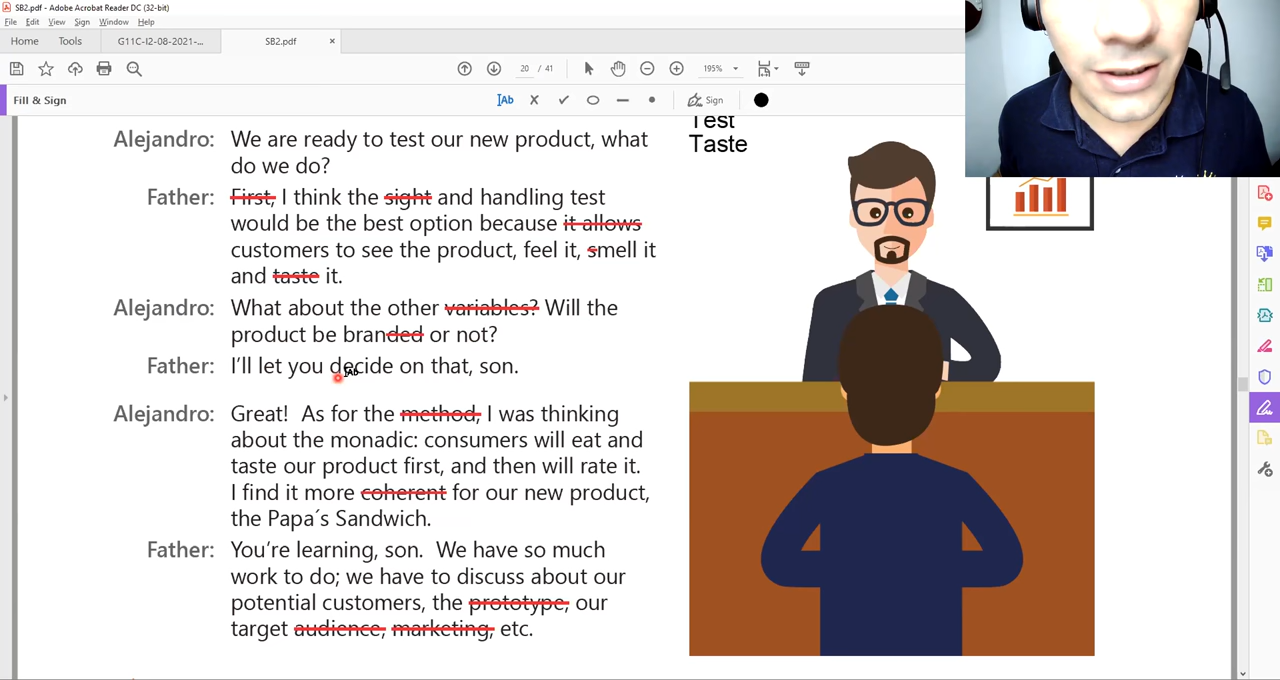 SB2.pdf - Adobe Acrobat Reader DC (32-bit)
File Edit View Sign Window Help
Home Tools G11C-I2-08-2021-... SB2.pdf ×
20 / 41 195%
Fill & Sign
Ab Sign
Test
Taste
Alejandro: We are ready to test our new product, what
do we do?
Father: First, I think the sight and handling test
would be the best option because it allows
customers to see the product, feel it, smell it
and taste it.
Alejandro: What about the other variables? Will the
product be branded or not?
Father: I'll let you decide on that, son.
Alejandro: Great! As for the method, I was thinking
about the monadic: consumers will eat and
taste our product first, and then will rate it.
I find it more coherent for our new product,
the Papa´s Sandwich.
Father: You're learning, son. We have so much
work to do; we have to discuss about our
potential customers, the prototype, our
target audience, marketing, etc.